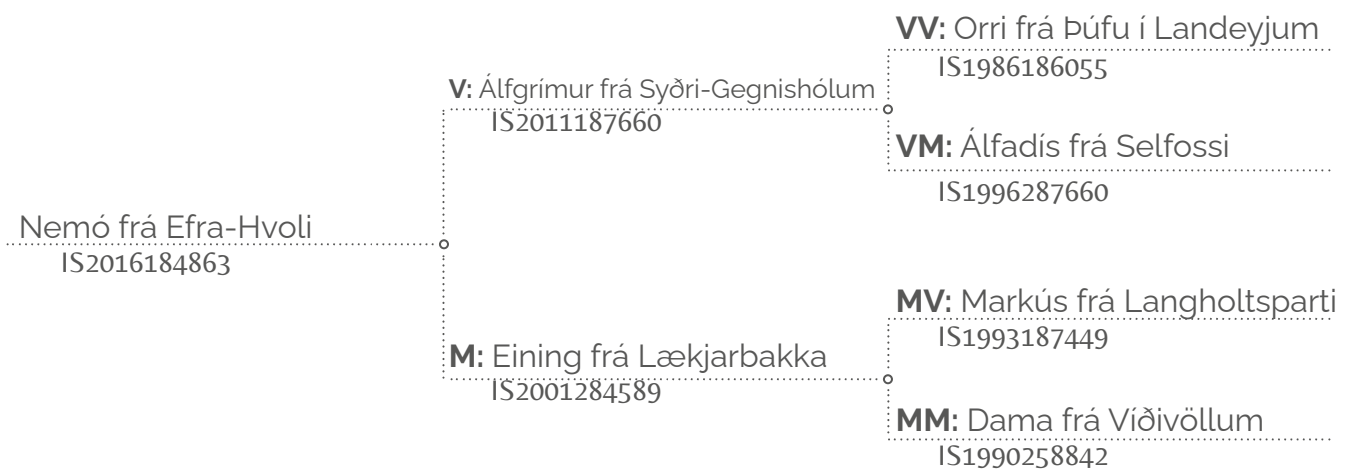 VV: Orri frá Þúfu í Landeyjum
IS1986186055
V: Álfgrímur frá Syðri-Gegnishólum
IS2011187660
VM: Álfadís frá Selfossi
IS1996287660
Nemó frá Efra-Hvoli
IS2016184863
MV: Markús frá Langholtsparti
IS1993187449
M: Eining frá Lækjarbakka
IS2001284589
MM: Dama frá Víðivöllum
IS1990258842